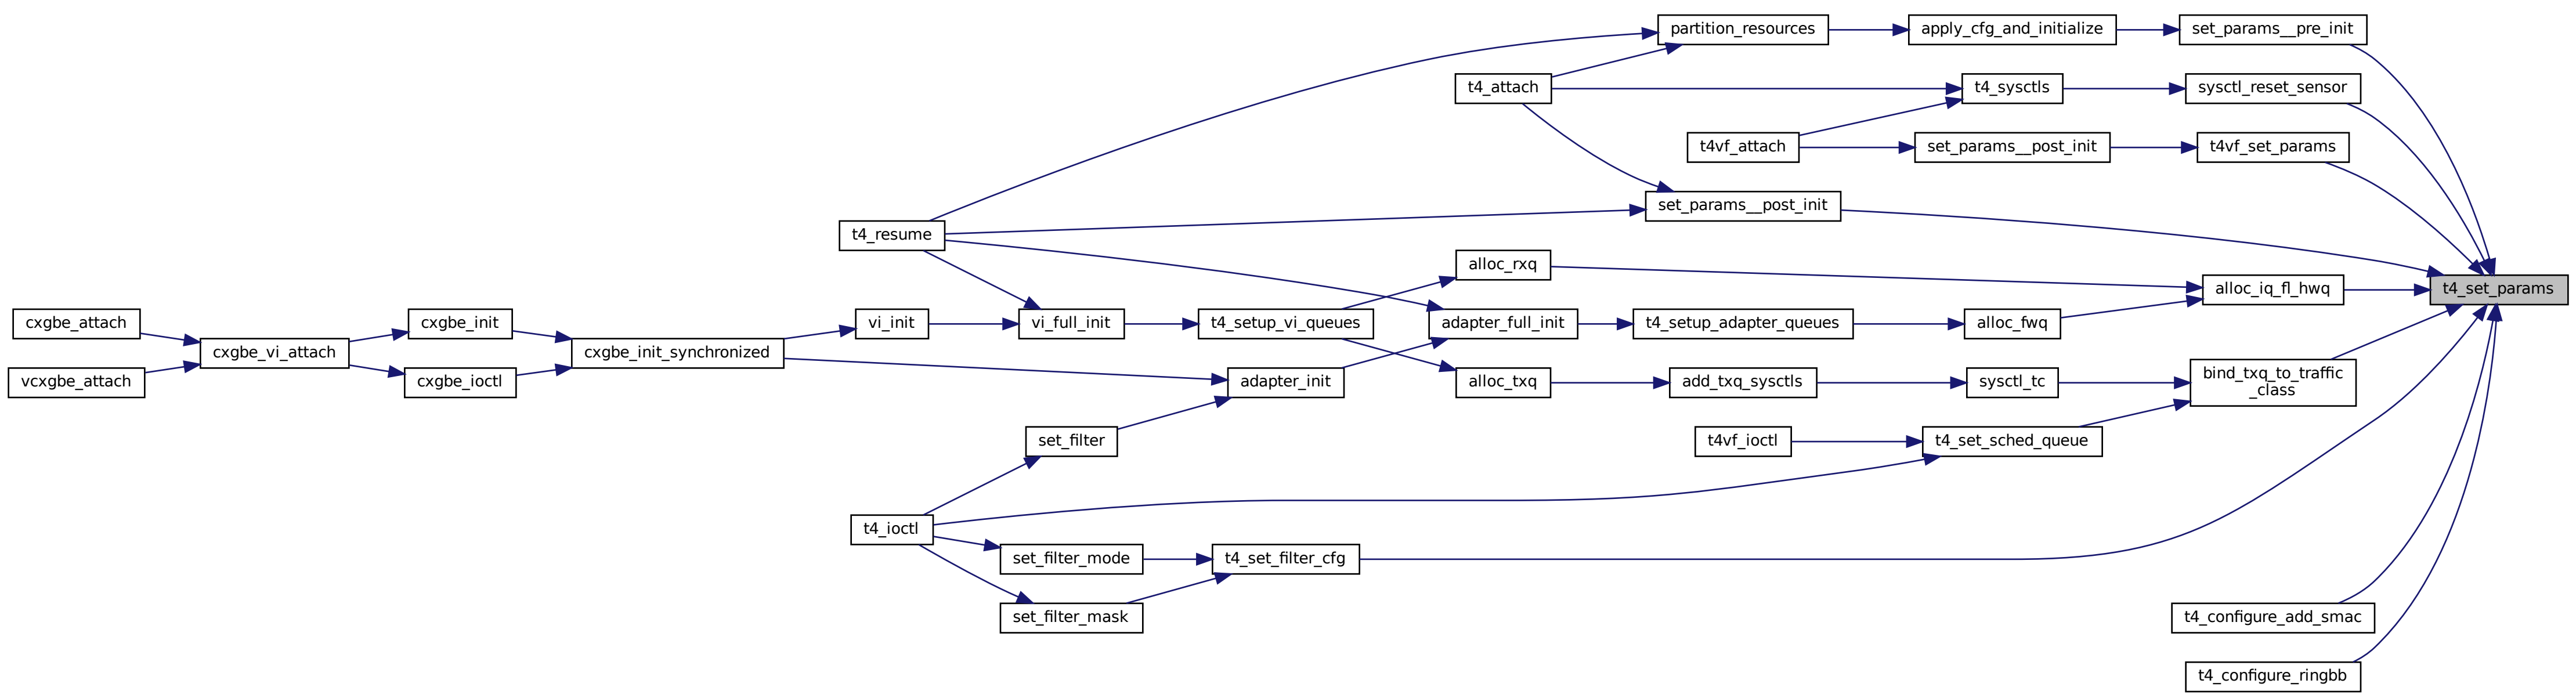 partition_resources
apply_cfg_and_initialize
set_params__pre_init
t4_attach
t4_sysctls
sysctl_reset_sensor
t4vf_attach
set_params__post_init
t4vf_set_params
set_params__post_init
t4_resume
alloc_rxq
alloc_iq_fl_hwq
t4_set_params
cxgbe_attach
cxgbe_init
vi_init
vi_full_init
t4_setup_vi_queues
adapter_full_init
t4_setup_adapter_queues
alloc_fwq
cxgbe_vi_attach
cxgbe_init_synchronized
vcxgbe_attach
cxgbe_ioctl
adapter_init
alloc_txq
add_txq_sysctls
sysctl_tc
bind_txq_to_traffic
_class
set_filter
t4vf_ioctl
t4_set_sched_queue
t4_ioctl
set_filter_mode
t4_set_filter_cfg
set_filter_mask
t4_configure_add_smac
t4_configure_ringbb